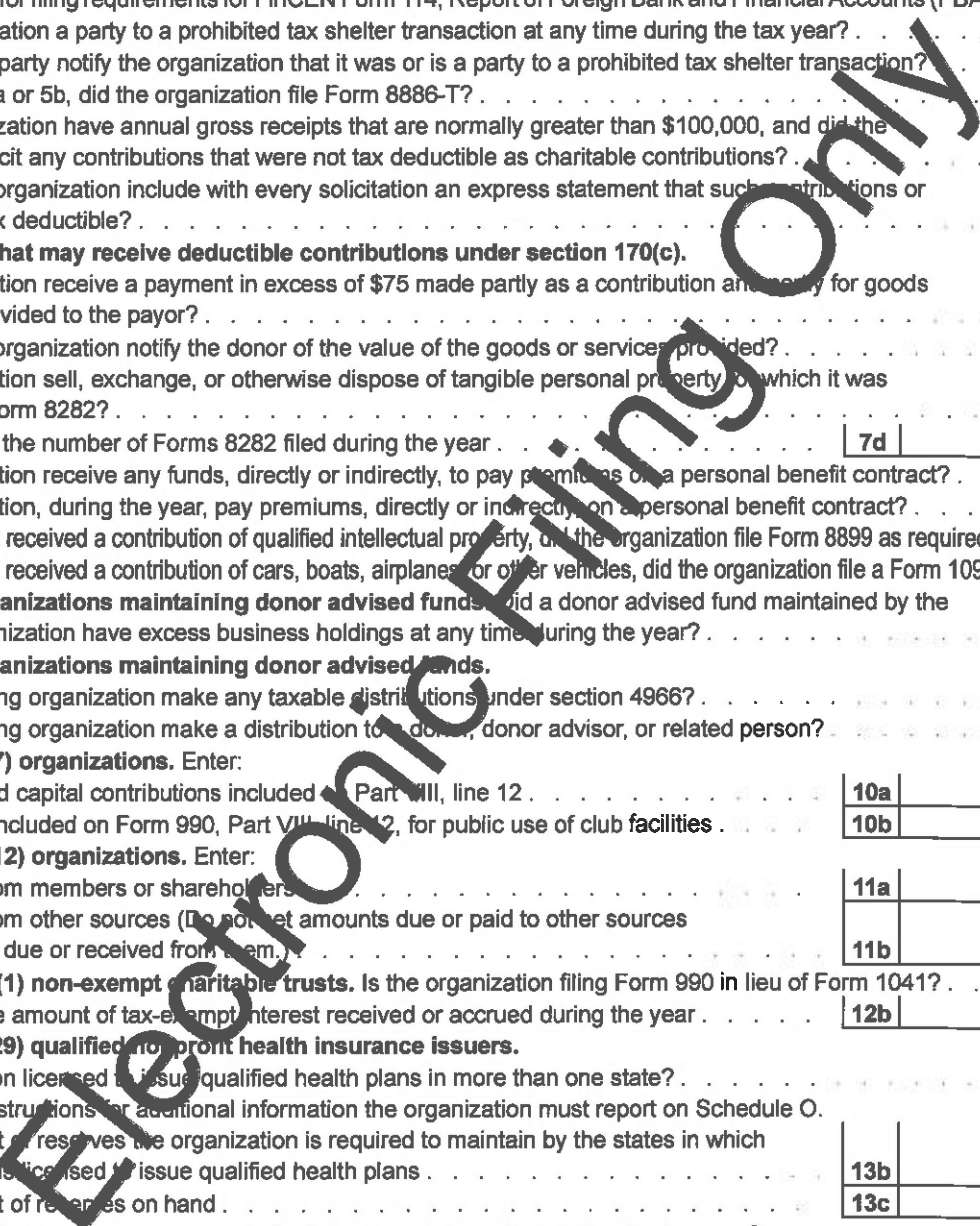 for filing requirements for FinCEN Form 114, Report of Foreign Bank and Financial Accounts (FBA
ation a party to a prohibited tax shelter transaction at any time during the tax year? . . . .
party notify the organization that it was or is a party to a prohibited tax shelter transaction? .
a or 5b, did the organization file Form 8886-T? . . . . . . . . . . . . . . . . . .
zation have annual gross receipts that are normally greater than $100,000, and did the
cit any contributions that were not tax deductible as charitable contributions? . . . . . .
organization include with every solicitation an express statement that such contributions or
x deductible? . . . . . . . . . . . . . . . . . . . . . . . . . . . . . .
hat may receive deductible contributions under section 170(c).
tion receive a payment in excess of $75 made partly as a contribution and partly for goods
vided to the payor? . . . . . . . . . . . . . . . . . . . . . . . . . . .
organization notify the donor of the value of the goods or services provided? . . . . . . .
tion sell, exchange, or otherwise dispose of tangible personal property for which it was
orm 8282? . . . . . . . . . . . . . . . . . . . . . . . . . . . . . . .
the number of Forms 8282 filed during the year . . . . . . . . . . . . . . 7d
tion receive any funds, directly or indirectly, to pay premiums on a personal benefit contract? .
tion, during the year, pay premiums, directly or indirectly, on a personal benefit contract? . . .
received a contribution of qualified intellectual property, did the organization file Form 8899 as require
received a contribution of cars, boats, airplanes, or other vehicles, did the organization file a Form 109
anizations maintaining donor advised funds. Did a donor advised fund maintained by the
nization have excess business holdings at any time during the year? . . . . . . . . . .
anizations maintaining donor advised funds.
ng organization make any taxable distributions under section 4966? . . . . . . . . . .
ng organization make a distribution to a donor, donor advisor, or related person? . . . .
7) organizations. Enter:
d capital contributions included on Part VIII, line 12 . . . . . . . . . . . . 10a
ncluded on Form 990, Part VIII, line 12, for public use of club facilities . . . . 10b
12) organizations. Enter:
om members or shareholders . . . . . . . . . . . . . . . . . . . 11a
om other sources (Do not net amounts due or paid to other sources
due or received from them.) . . . . . . . . . . . . . . . . . . . 11b
(1) non-exempt charitable trusts. Is the organization filing Form 990 in lieu of Form 1041? . .
e amount of tax-exempt interest received or accrued during the year . . . . . 12b
29) qualified nonprofit health insurance issuers.
on licensed to issue qualified health plans in more than one state? . . . . . . . . . . .
structions for additional information the organization must report on Schedule O.
t of reserves the organization is required to maintain by the states in which
is licensed to issue qualified health plans . . . . . . . . . . . . . . 13b
t of reserves on hand . . . . . . . . . . . . . . . . . . . . . . . 13c
Electronic Filing Only